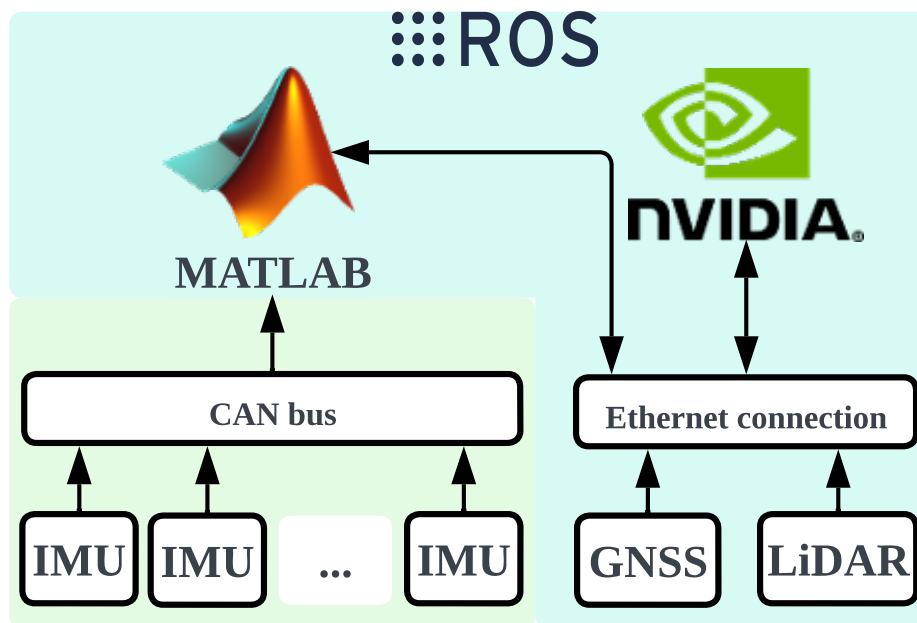 ROS
NVIDIA®
MATLAB
CAN bus
Ethernet connection
IMU
IMU
...
IMU
GNSS
LiDAR